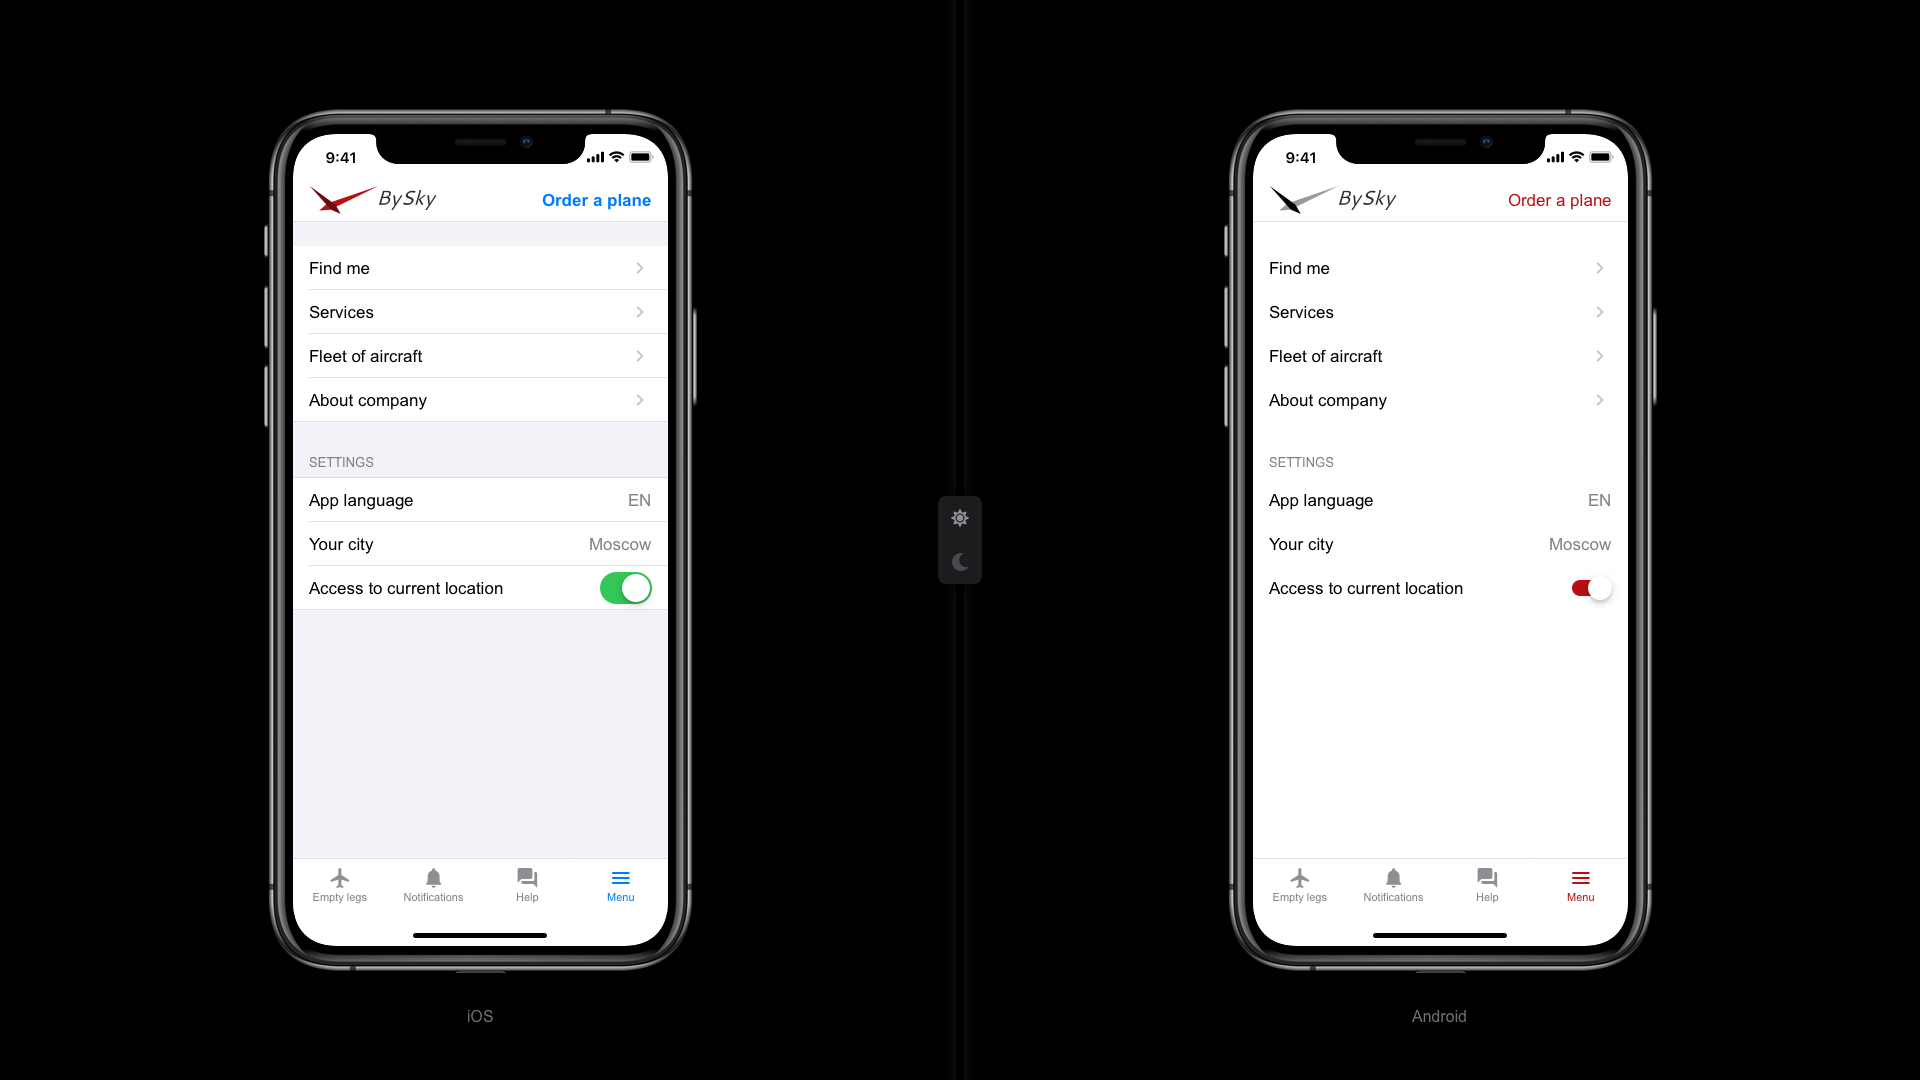 9:41
BySky
Order a plane
Find me
Services
Fleet of aircraft
About company
SETTINGS
App language
EN
Your city
Moscow
Access to current location
Empty legs
Notifications
Help
Menu
iOS
9:41
BySky
Order a plane
Find me
Services
Fleet of aircraft
About company
SETTINGS
App language
EN
Your city
Moscow
Access to current location
Empty legs
Notifications
Help
Menu
Android